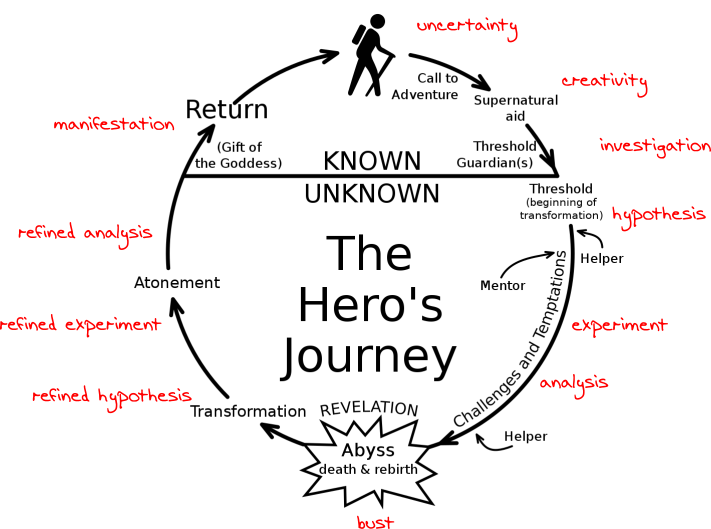 uncertainty
Call to
Adventure
creativity
Supernatural
aid
Return
manifestation
investigation
(Gift of
the Goddess)
KNOWN
Threshold
Guardian(s)
UNKNOWN
Threshold
(beginning of
transformation)
hypothesis
refined analysis
The
Hero's
Journey
Helper
Mentor
Atonement
Challenges and Temptations
refined experiment
experiment
analysis
refined hypothesis
Transformation
REVELATION
Helper
Abyss
death & rebirth
bust